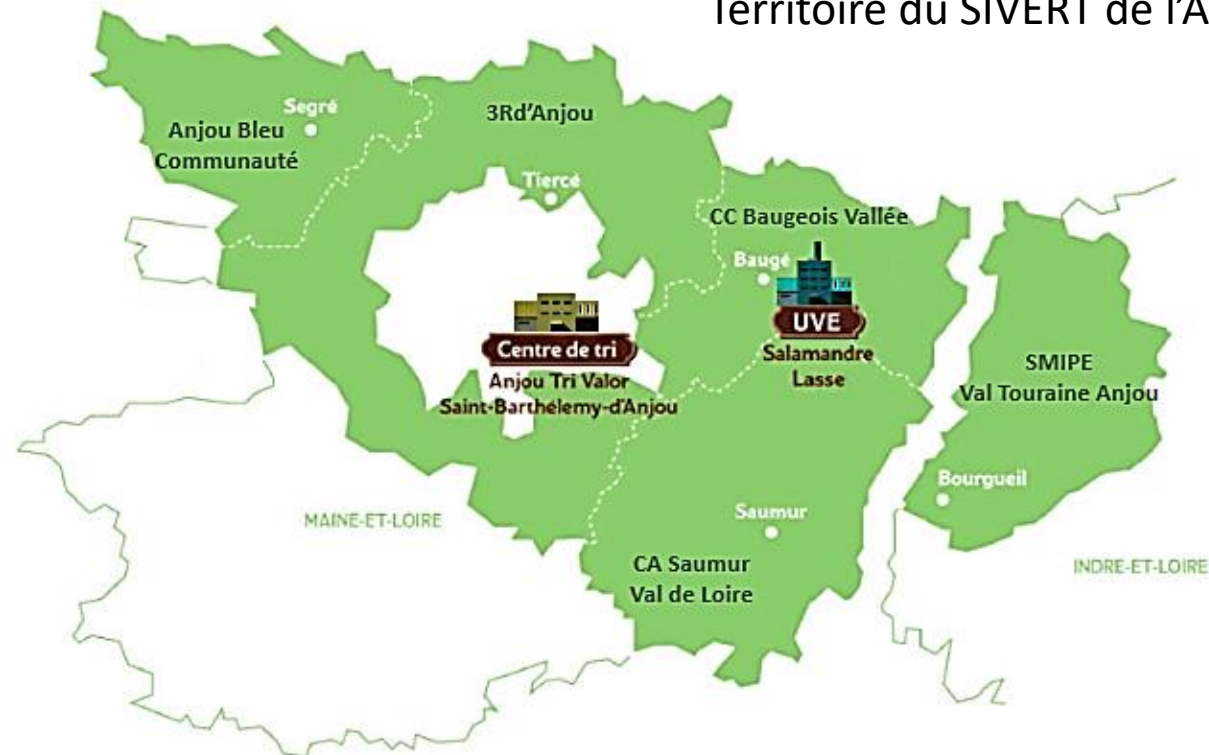 Territoire du SIVERT de l'A
Segré
Anjou Bleu
Communauté
3Rd'Anjou
Tiercé
CC Baugeois Vallée
Baugé
UVE
Salamandre
Lasse
Centre de tri
Anjou Tri Valor
Saint-Barthélemy-d'Anjou
SMIPE
Val Touraine Anjou
Bourgueil
Saumur
MAINE-ET-LOIRE
CA Saumur
Val de Loire
INDRE-ET-LOIRE